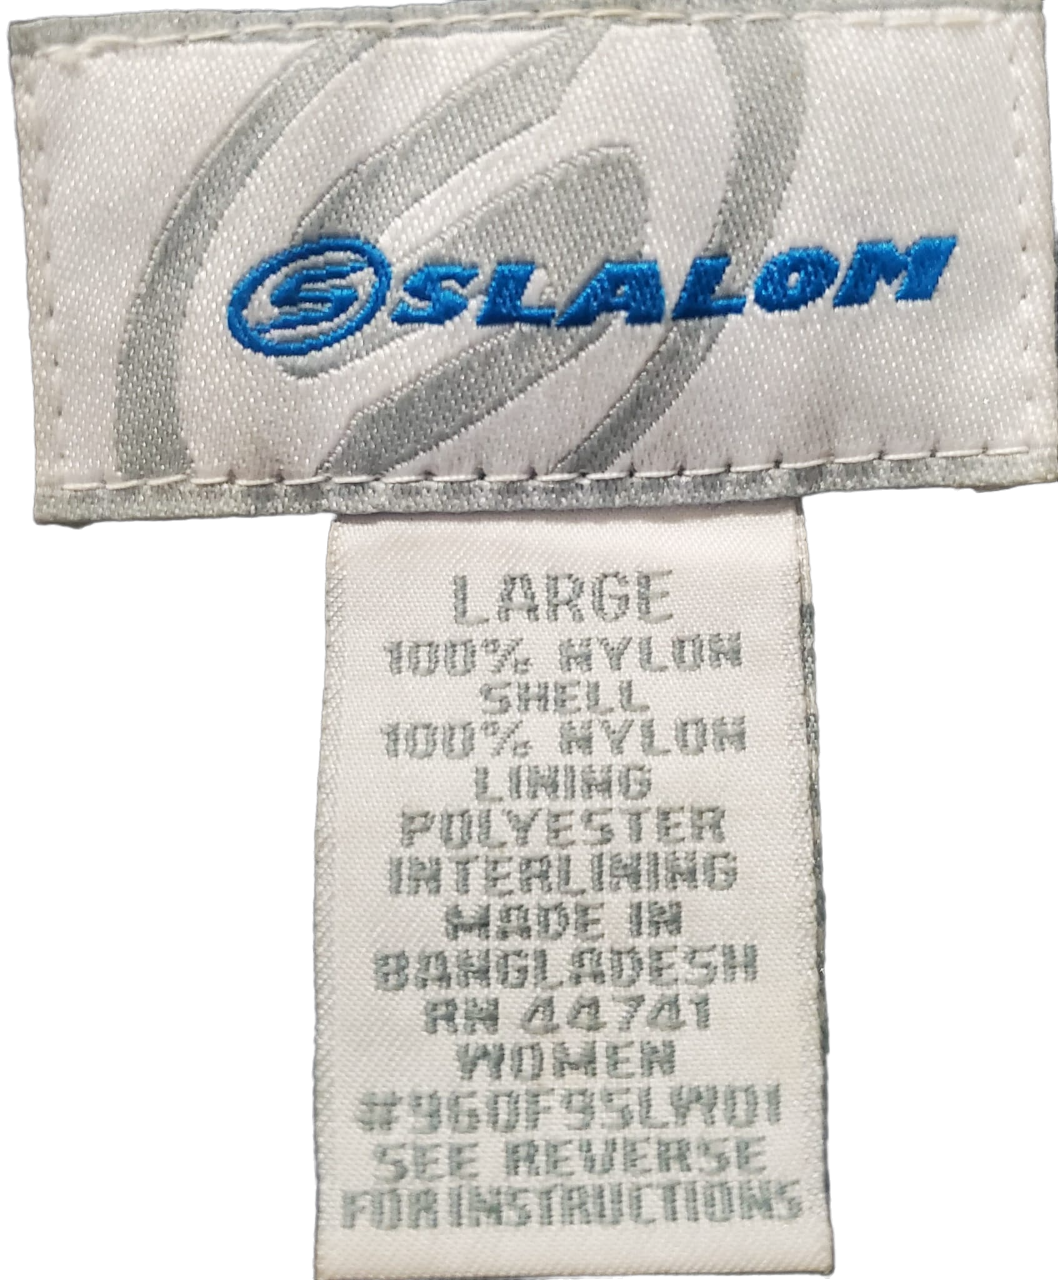 S SLALOM
LARGE
100% NYLON
SHELL
100% NYLON
LINING
POLYESTER
INTERLINING
MADE IN
BANGLADESH
RN 44741
WOMEN
#960F95LW01
SEE REVERSE
FOR INSTRUCTIONS